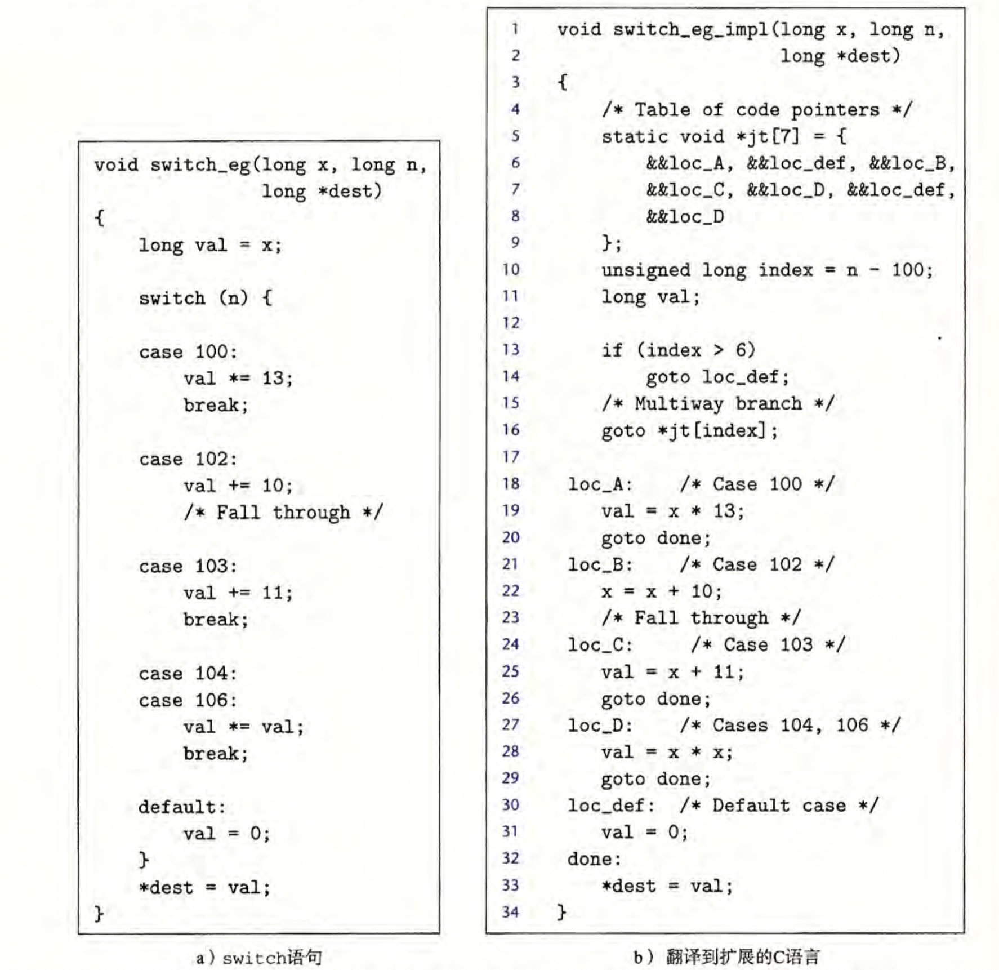 void switch_eg(long x, long n,
               long *dest)
{
    long val = x;

    switch (n) {

    case 100:
        val *= 13;
        break;

    case 102:
        val += 10;
        /* Fall through */

    case 103:
        val += 11;
        break;

    case 104:
    case 106:
        val *= val;
        break;

    default:
        val = 0;
    }
    *dest = val;
}
a) switch语句
1 void switch_eg_impl(long x, long n,
2                     long *dest)
3 {
4     /* Table of code pointers */
5     static void *jt[7] = {
6         &&loc_A, &&loc_def, &&loc_B,
7         &&loc_C, &&loc_D, &&loc_def,
8         &&loc_D
9     };
10     unsigned long index = n - 100;
11     long val;
12
13     if (index > 6)
14         goto loc_def;
15     /* Multiway branch */
16     goto *jt[index];
17
18  loc_A:    /* Case 100 */
19     val = x * 13;
20     goto done;
21  loc_B:    /* Case 102 */
22     x = x + 10;
23     /* Fall through */
24  loc_C:     /* Case 103 */
25     val = x + 11;
26     goto done;
27  loc_D:    /* Cases 104, 106 */
28     val = x * x;
29     goto done;
30  loc_def:  /* Default case */
31     val = 0;
32  done:
33     *dest = val;
34 }
b) 翻译到扩展的C语言